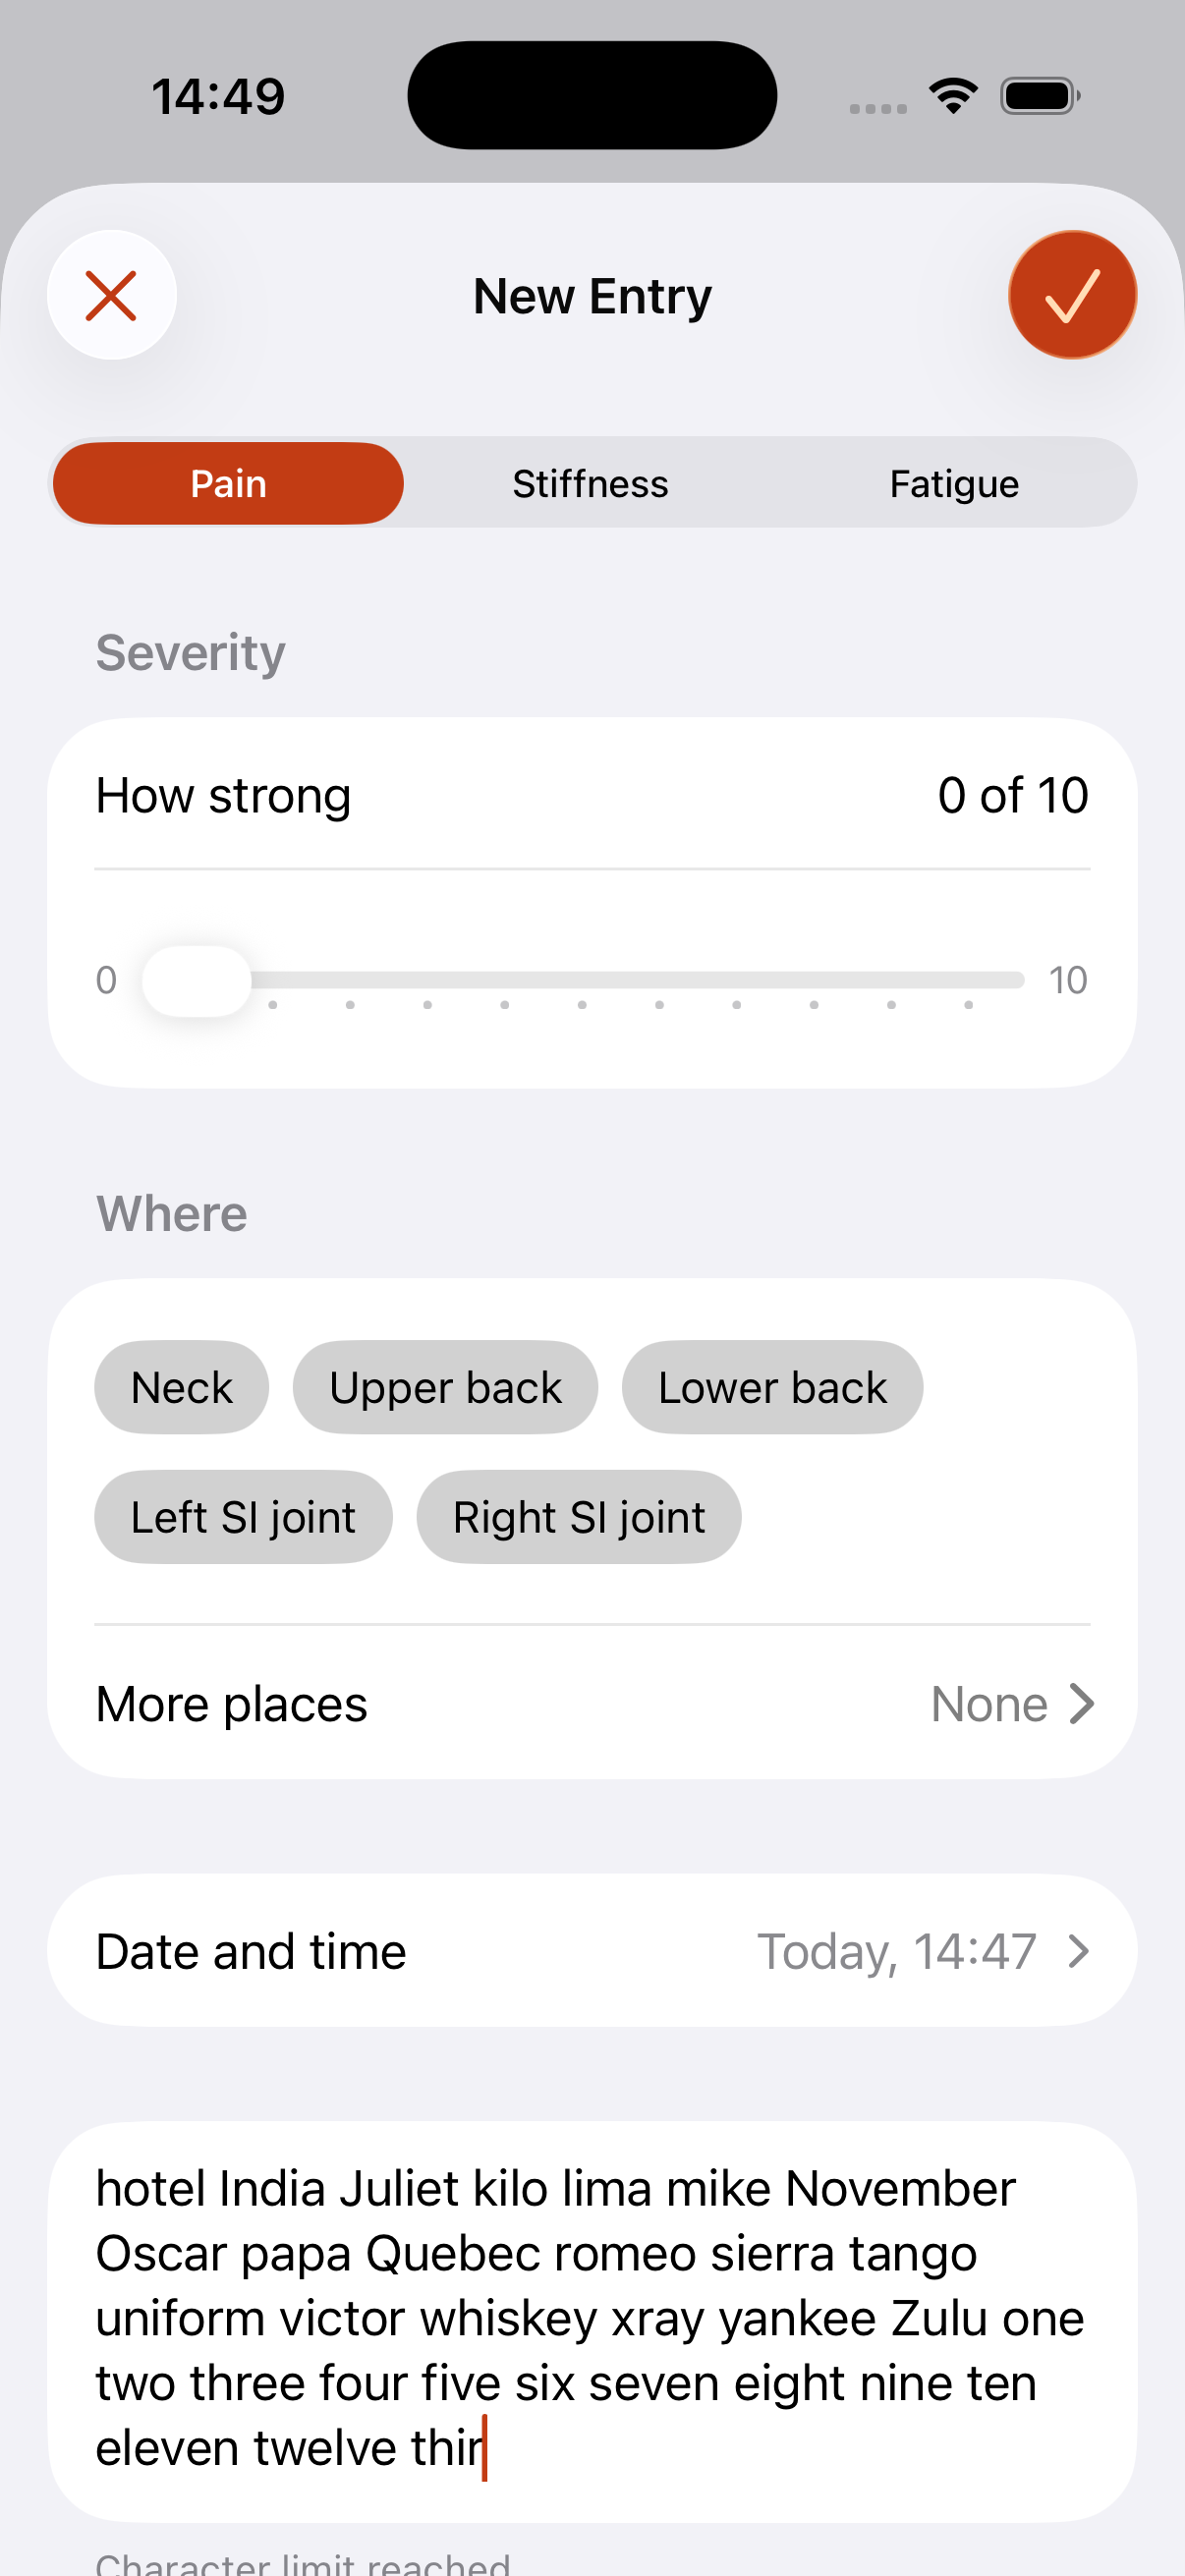 14:49
New Entry
Pain Stiffness Fatigue
Severity
How strong 0 of 10
0 10
Where
Neck Upper back Lower back
Left SI joint Right SI joint
More places None
Date and time Today, 14:47
hotel India Juliet kilo lima mike November
Oscar papa Quebec romeo sierra tango
uniform victor whiskey xray yankee Zulu one
two three four five six seven eight nine ten
eleven twelve thir
Character limit reached